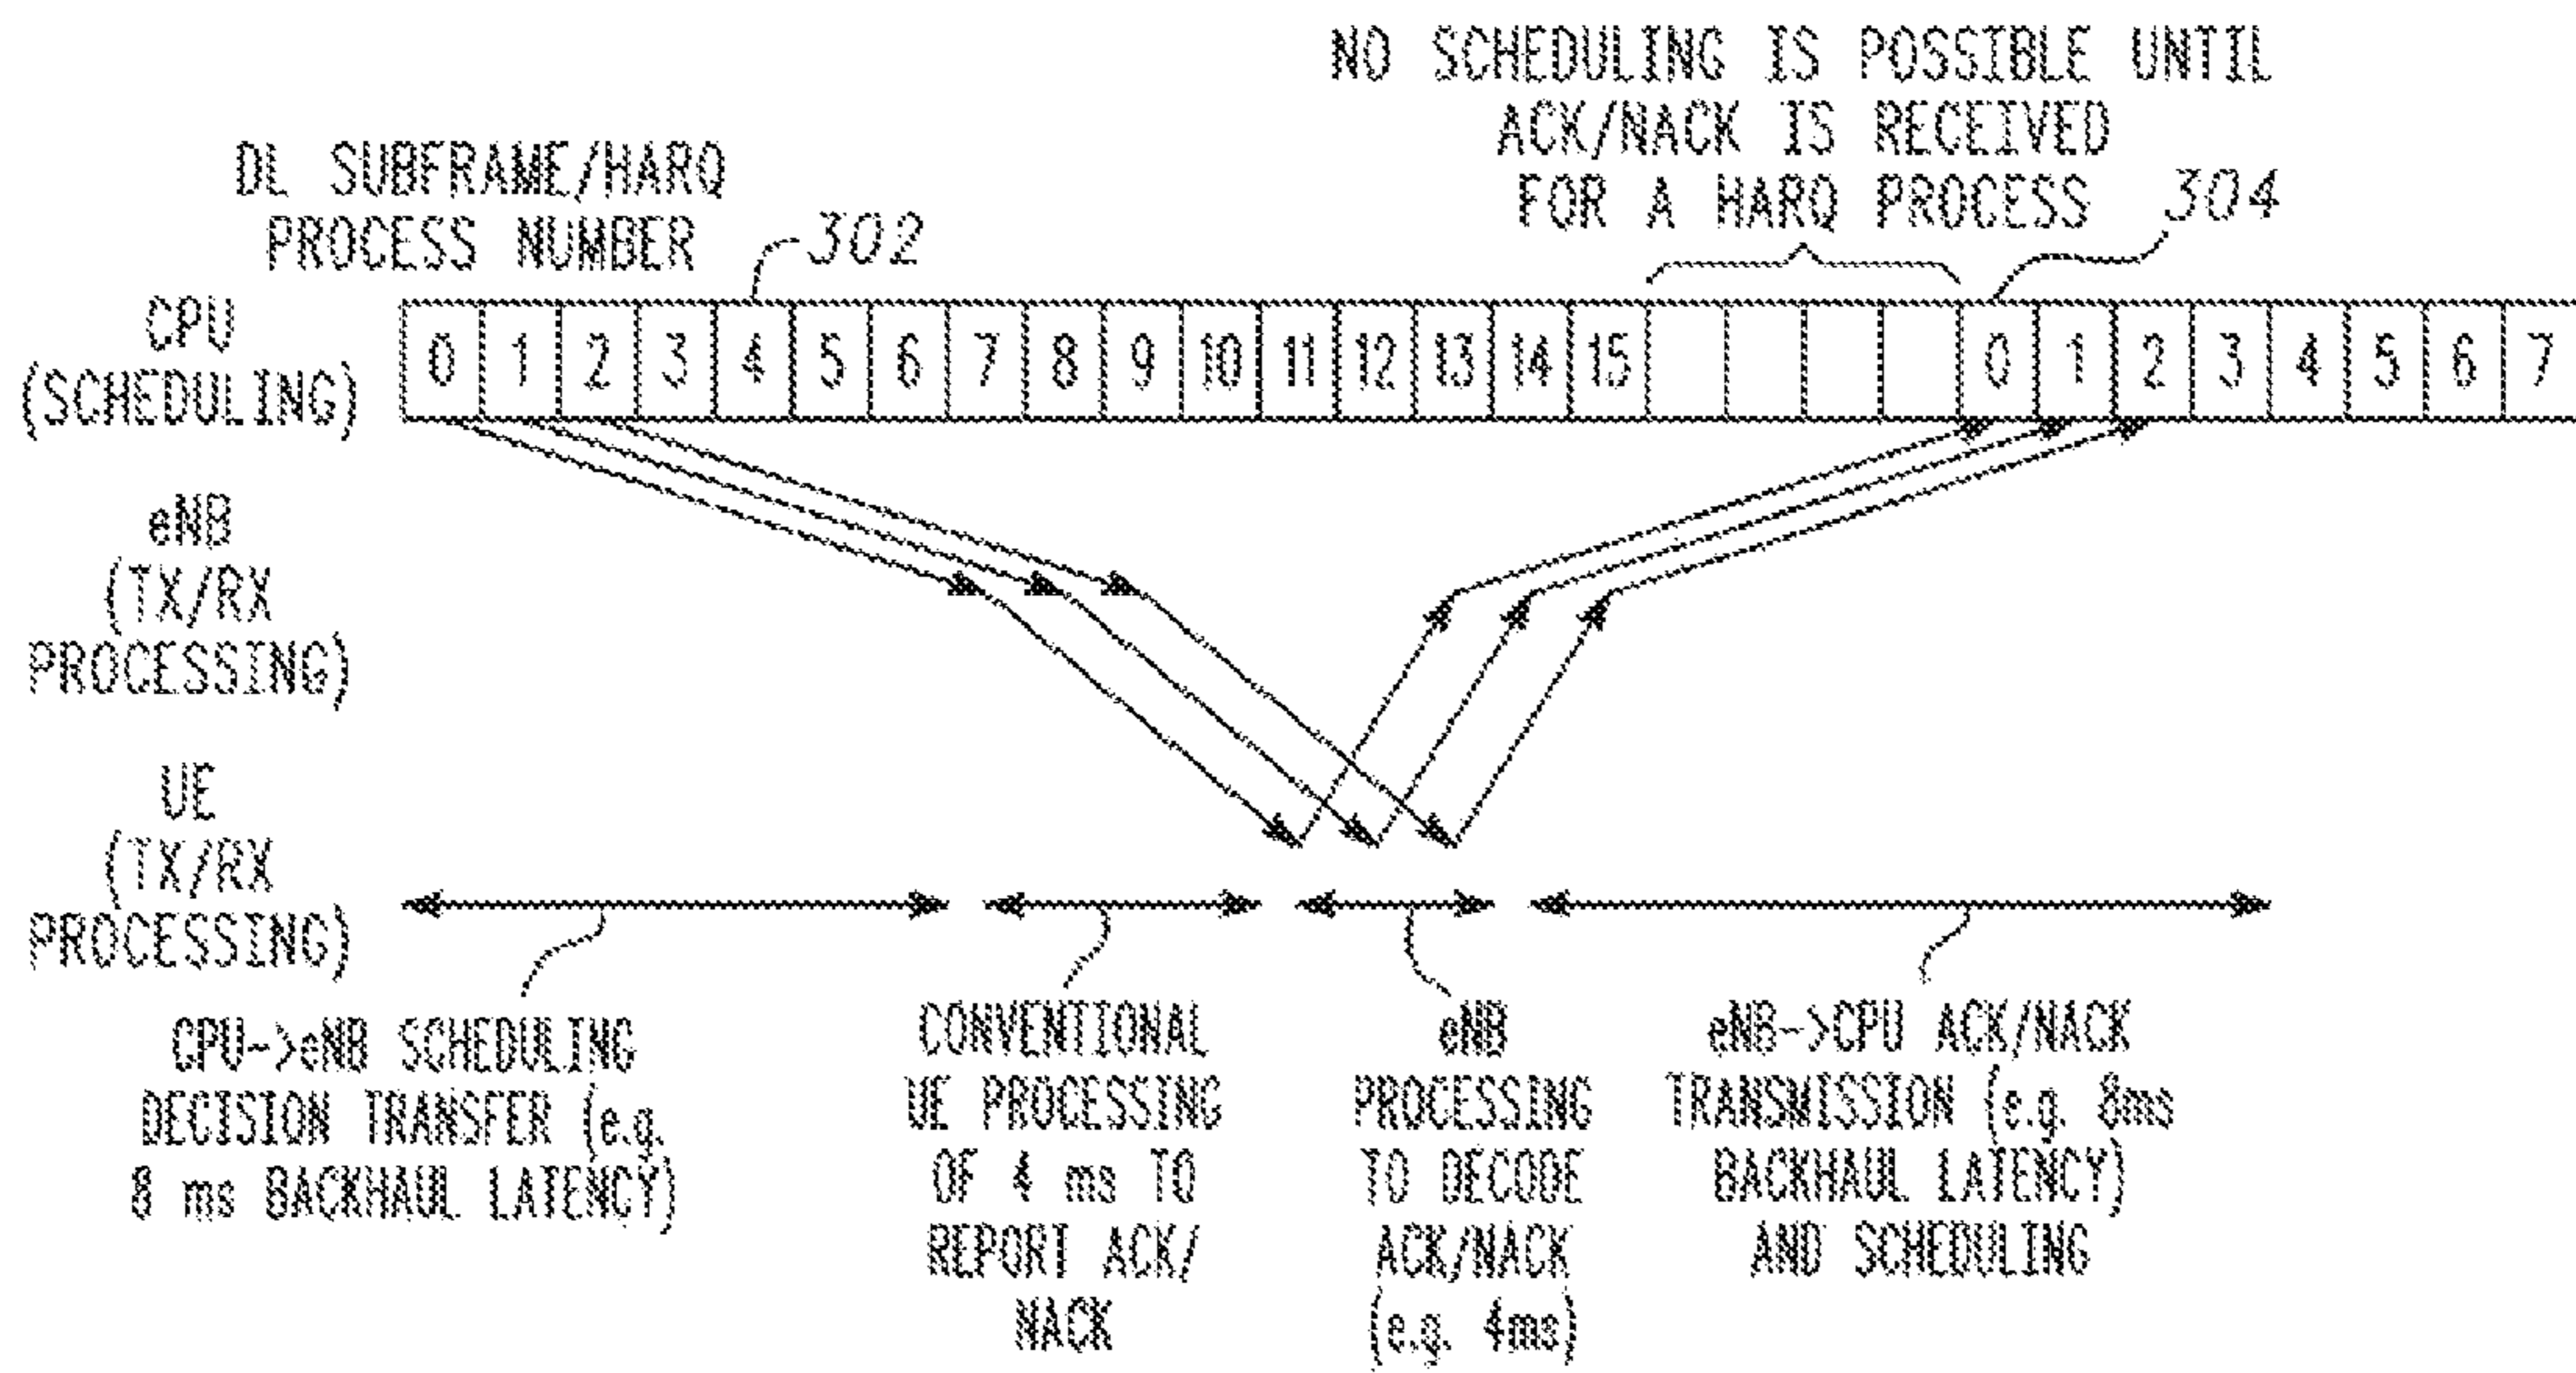 NO SCHEDULING IS POSSIBLE UNTIL
ACK/NACK IS RECEIVED
FOR A HARQ PROCESS
304
DL SUBFRAME/HARQ
PROCESS NUMBER
302
CPU
(SCHEDULING)
0 1 2 3 4 5 6 7 8 9 10 11 12 13 14 15 0 1 2 3 4 5 6 7
eNB
(TX/RX
PROCESSING)
UE
(TX/RX
PROCESSING)
CPU->eNB SCHEDULING
DECISION TRANSFER (e.g.
8 ms BACKHAUL LATENCY)
CONVENTIONAL
UE PROCESSING
OF 4 ms TO
REPORT ACK/
NACK
eNB
PROCESSING
TO DECODE
ACK/NACK
(e.g. 4ms)
eNB->CPU ACK/NACK
TRANSMISSION (e.g. 8ms
BACKHAUL LATENCY)
AND SCHEDULING